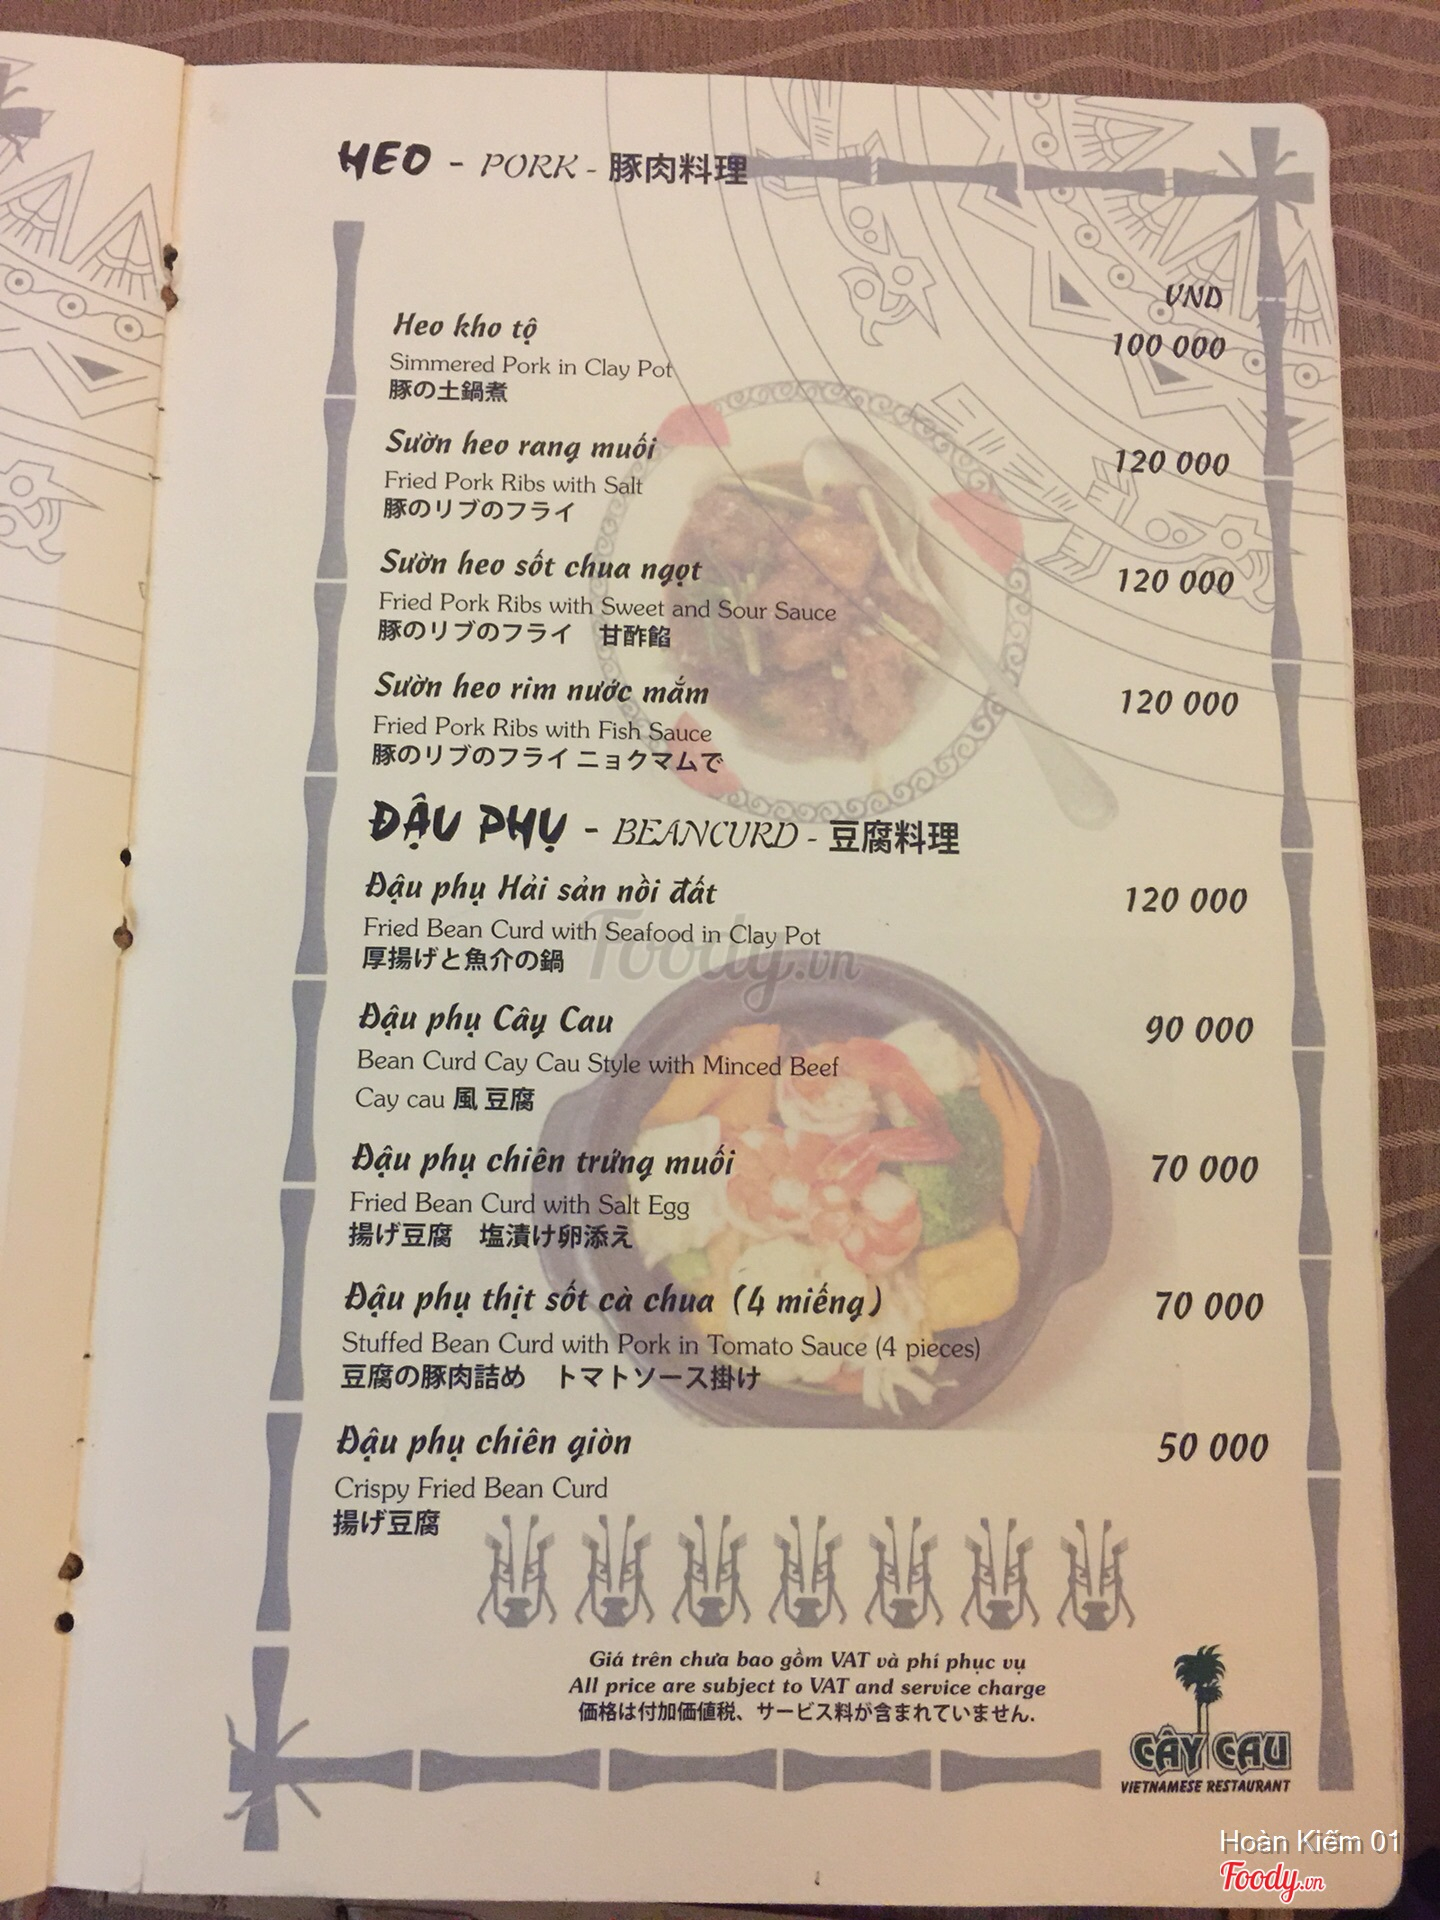 HEO - PORK - 豚肉料理
VND
Heo kho tộ 100 000
Simmered Pork in Clay Pot
豚の土鍋煮
Sườn heo rang muối 120 000
Fried Pork Ribs with Salt
豚のリブのフライ
Sườn heo sốt chua ngọt 120 000
Fried Pork Ribs with Sweet and Sour Sauce
豚のリブのフライ 甘酢餡
Sườn heo rim nước mắm 120 000
Fried Pork Ribs with Fish Sauce
豚のリブのフライニョクマムで
ĐẬU PHỤ - BEANCURD - 豆腐料理
Đậu phụ Hải sản nồi đất 120 000
Fried Bean Curd with Seafood in Clay Pot
厚揚げと魚介の鍋
Foody.vn
Đậu phụ Cây Cau 90 000
Bean Curd Cay Cau Style with Minced Beef
Cay cau 風 豆腐
Đậu phụ chiên trứng muối 70 000
Fried Bean Curd with Salt Egg
揚げ豆腐 塩漬け卵添え
Đậu phụ thịt sốt cà chua (4 miếng) 70 000
Stuffed Bean Curd with Pork in Tomato Sauce (4 pieces)
豆腐の豚肉詰め トマトソース掛け
Đậu phụ chiên giòn 50 000
Crispy Fried Bean Curd
揚げ豆腐
Giá trên chưa bao gồm VAT và phí phục vụ
All price are subject to VAT and service charge
価格は付加価値税、サービス料が含まれていません.
CÂY CAU
VIETNAMESE RESTAURANT
Hoàn Kiếm 01
Foody.vn